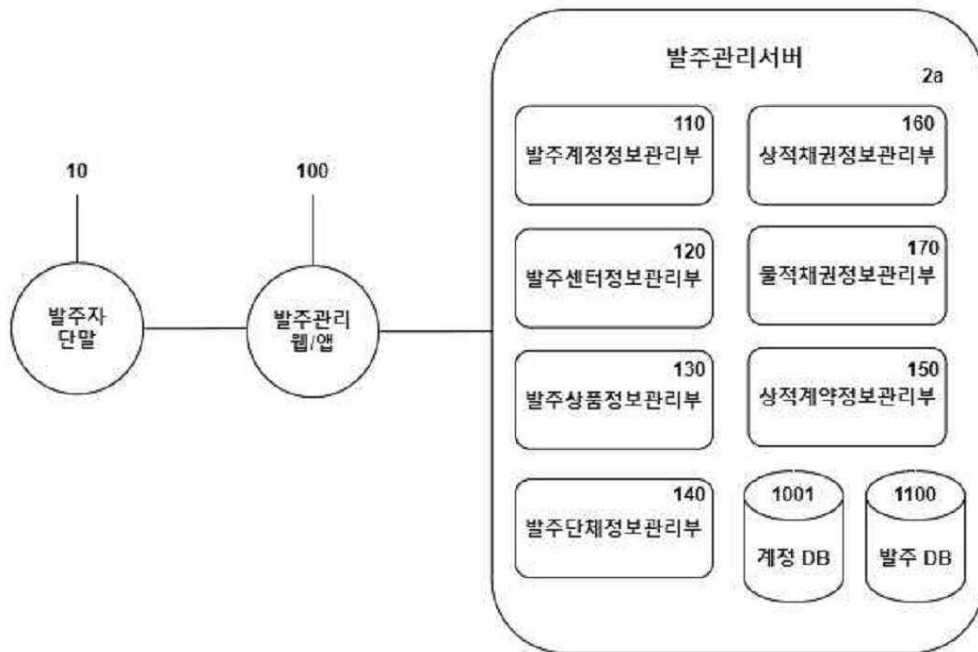 발주관리서버
2a
10
발주자
단말
100
발주관리
웹/앱
110
발주계정정보관리부
120
발주센터정보관리부
130
발주상품정보관리부
140
발주단체정보관리부
160
상적채권정보관리부
170
물적채권정보관리부
150
상적계약정보관리부
1001
계정 DB
1100
발주 DB